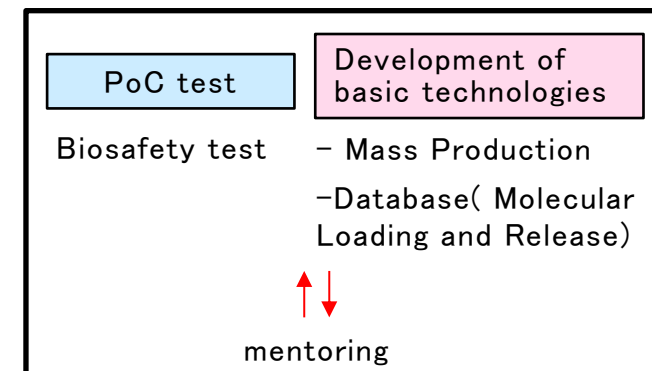 PoC test
Biosafety test
Development of
basic technologies
- Mass Production
-Database( Molecular
Loading and Release)
mentoring